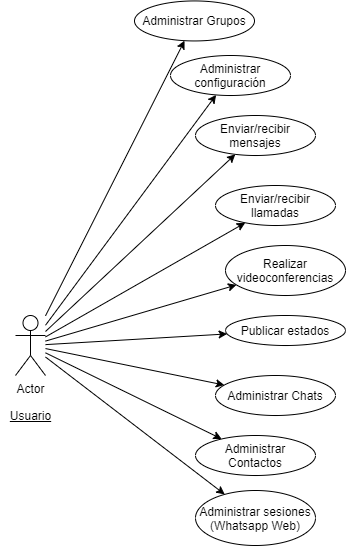 Administrar Grupos
Administrar
configuración
Enviar/recibir
mensajes
Enviar/recibir
llamadas
Realizar
videoconferencias
Publicar estados
Actor
Usuario
Administrar Chats
Administrar
Contactos
Administrar sesiones
(Whatsapp Web)